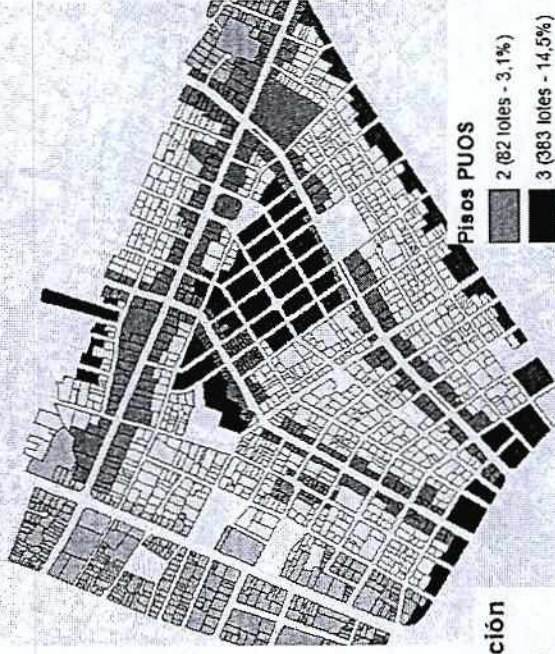 Pisos PUOS
2 (82 lotes - 3,1%)
3 (383 lotes - 14,5%)
ción